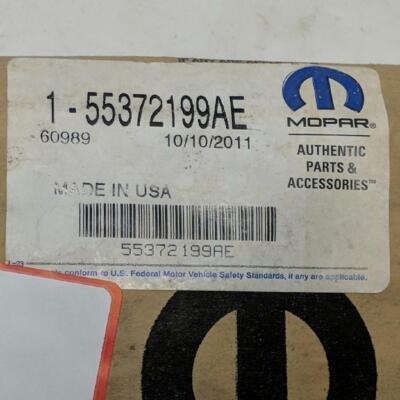 1 - 55372199AE
60989 10/10/2011
MOPAR®
AUTHENTIC
PARTS &
ACCESSORIES™
MADE IN USA
55372199AE
conform to U.S. Federal Motor Vehicle Safety Standards, if any are applicable.